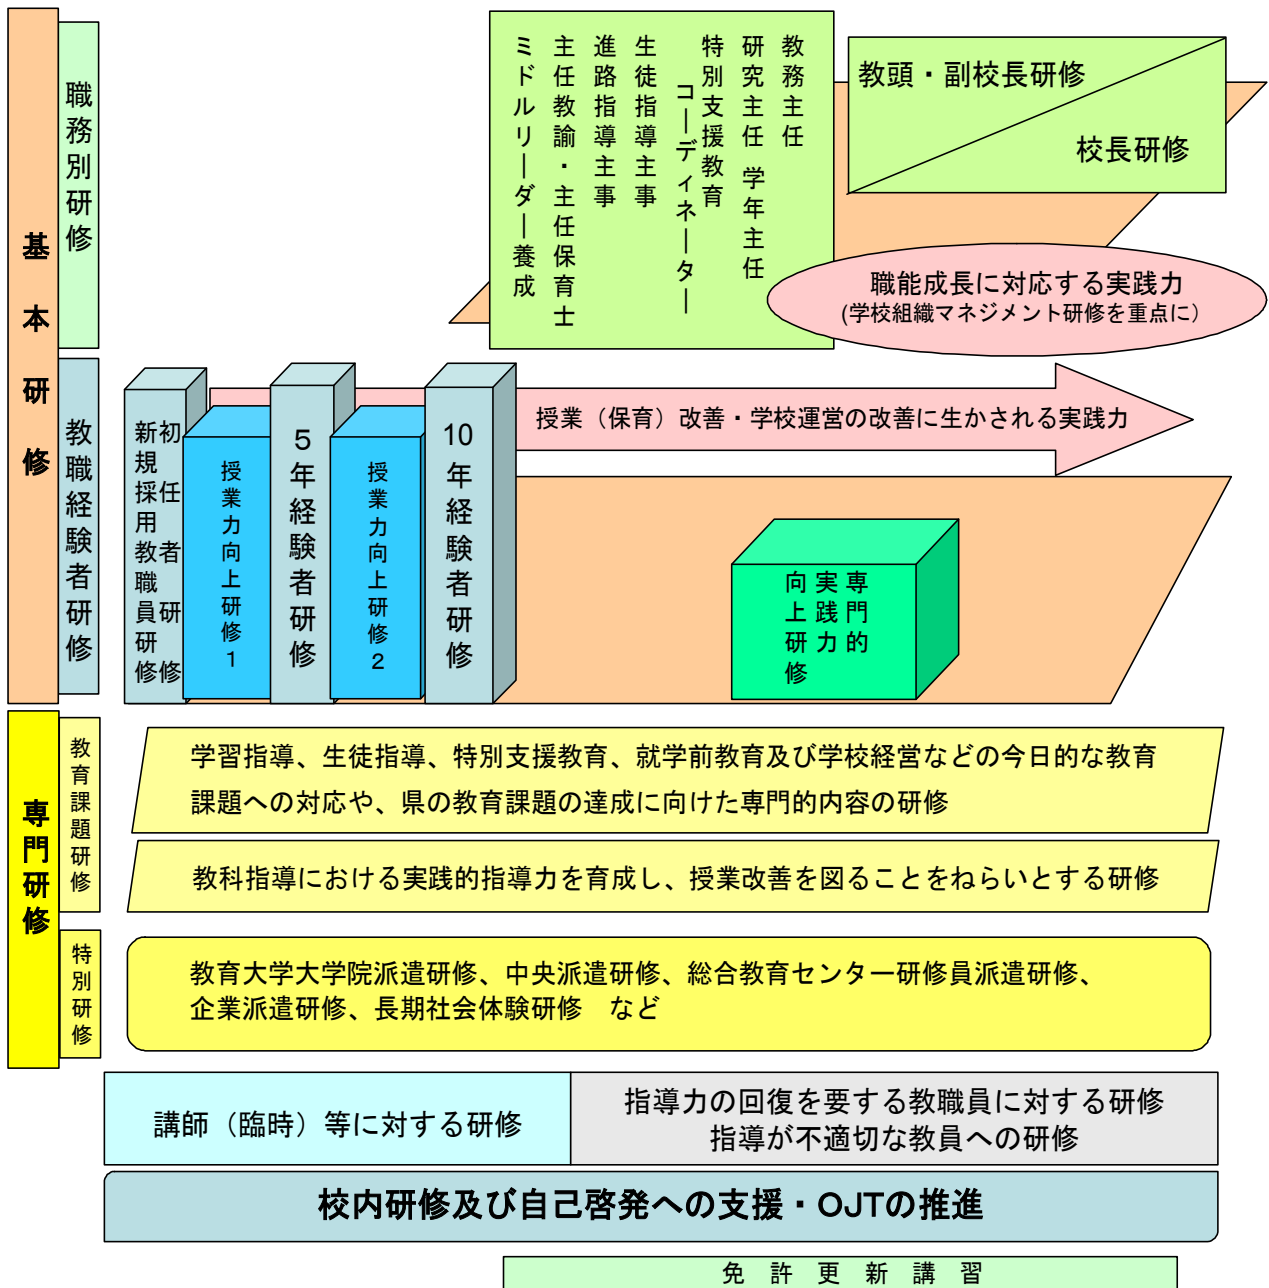 基本研修
職務別研修
教務主任
研究主任 学年主任
特別支援教育
コーディネーター
生徒指導主事
進路指導主事
主任教諭・主任保育士
ミドルリーダー養成
教頭・副校長研修
校長研修
職能成長に対応する実践力
(学校組織マネジメント研修を重点に)
教職経験者研修
初任者研修
新規採用教職員研修
授業力向上研修1
5年経験者研修
授業力向上研修2
10年経験者研修
授業（保育）改善・学校運営の改善に生かされる実践力
専門的
実践力
向上研修
専門研修
教育課題研修
学習指導、生徒指導、特別支援教育、就学前教育及び学校経営などの今日的な教育
課題への対応や、県の教育課題の達成に向けた専門的内容の研修
教科指導における実践的指導力を育成し、授業改善を図ることをねらいとする研修
特別研修
教育大学大学院派遣研修、中央派遣研修、総合教育センター研修員派遣研修、
企業派遣研修、長期社会体験研修　など
講師（臨時）等に対する研修
指導力の回復を要する教職員に対する研修
指導が不適切な教員への研修
校内研修及び自己啓発への支援・OJTの推進
免許更新講習